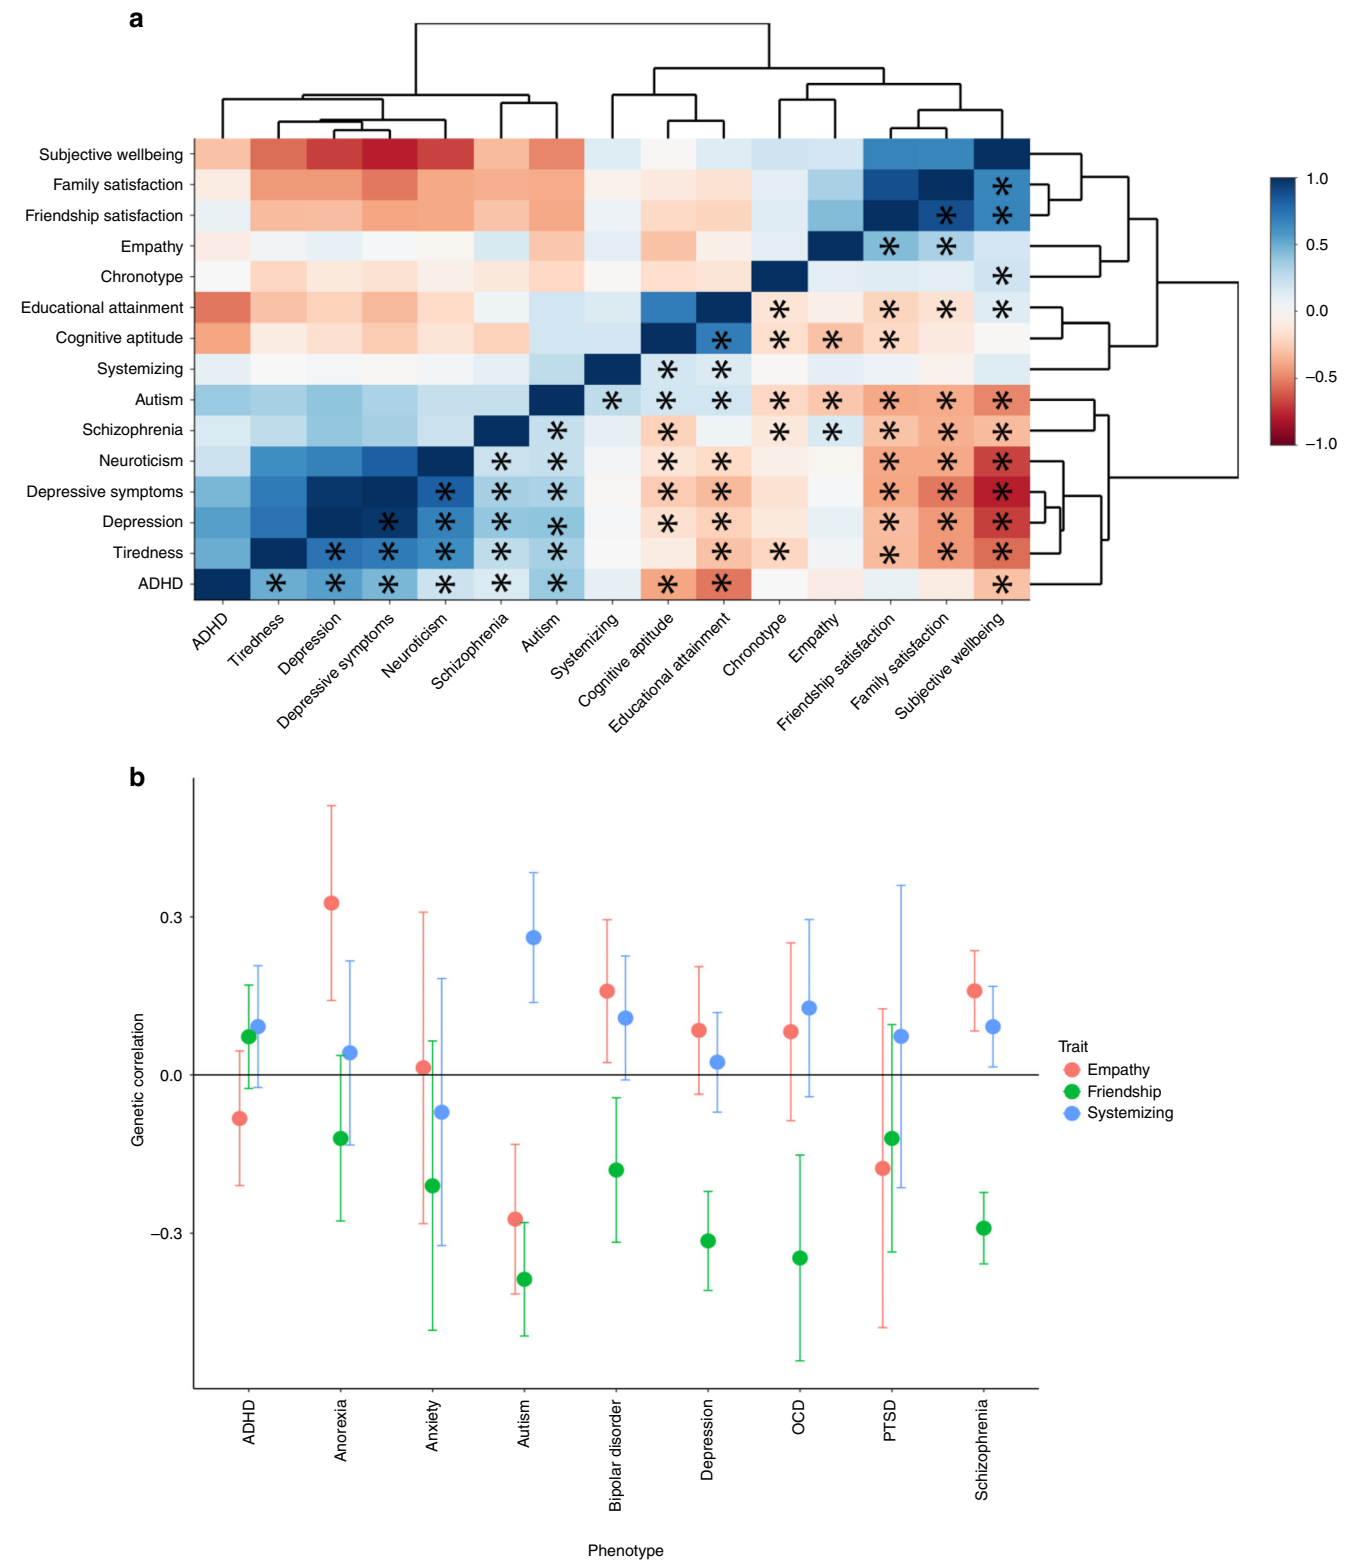 a
Subjective wellbeing
Family satisfaction
Friendship satisfaction
Empathy
Chronotype
Educational attainment
Cognitive aptitude
Systemizing
Autism
Schizophrenia
Neuroticism
Depressive symptoms
Depression
Tiredness
ADHD
ADHD
Tiredness
Depression
Depressive symptoms
Neuroticism
Schizophrenia
Autism
Systemizing
Cognitive aptitude
Educational attainment
Chronotype
Empathy
Friendship satisfaction
Family satisfaction
Subjective wellbeing
1.0
0.5
0.0
−0.5
−1.0
b
Genetic correlation
0.3
0.0
−0.3
ADHD
Anorexia
Anxiety
Autism
Bipolar disorder
Depression
OCD
PTSD
Schizophrenia
Phenotype
Trait
Empathy
Friendship
Systemizing